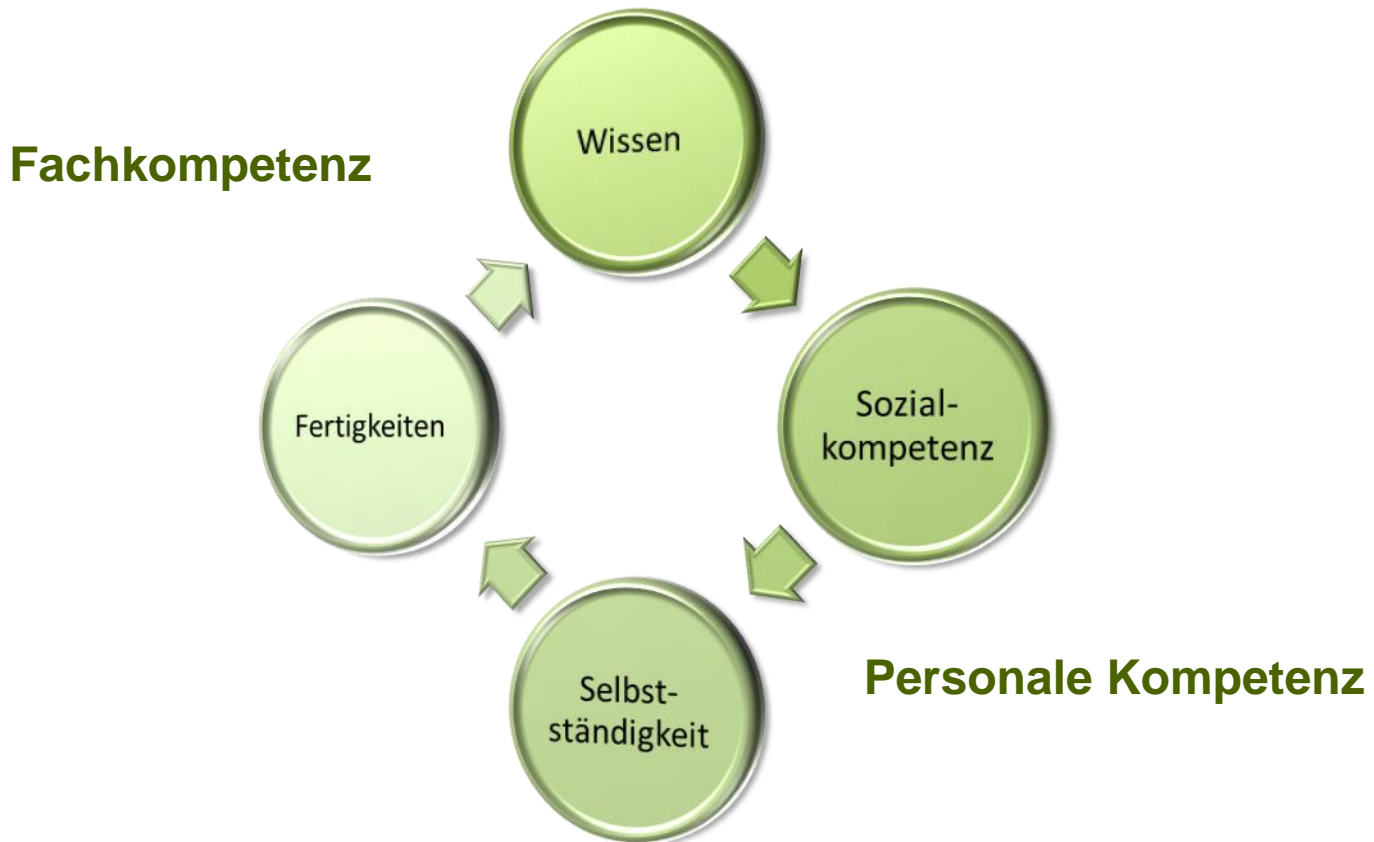 Wissen
Fachkompetenz
Fertigkeiten
Sozial-
kompetenz
Selbst-
ständigkeit
Personale Kompetenz